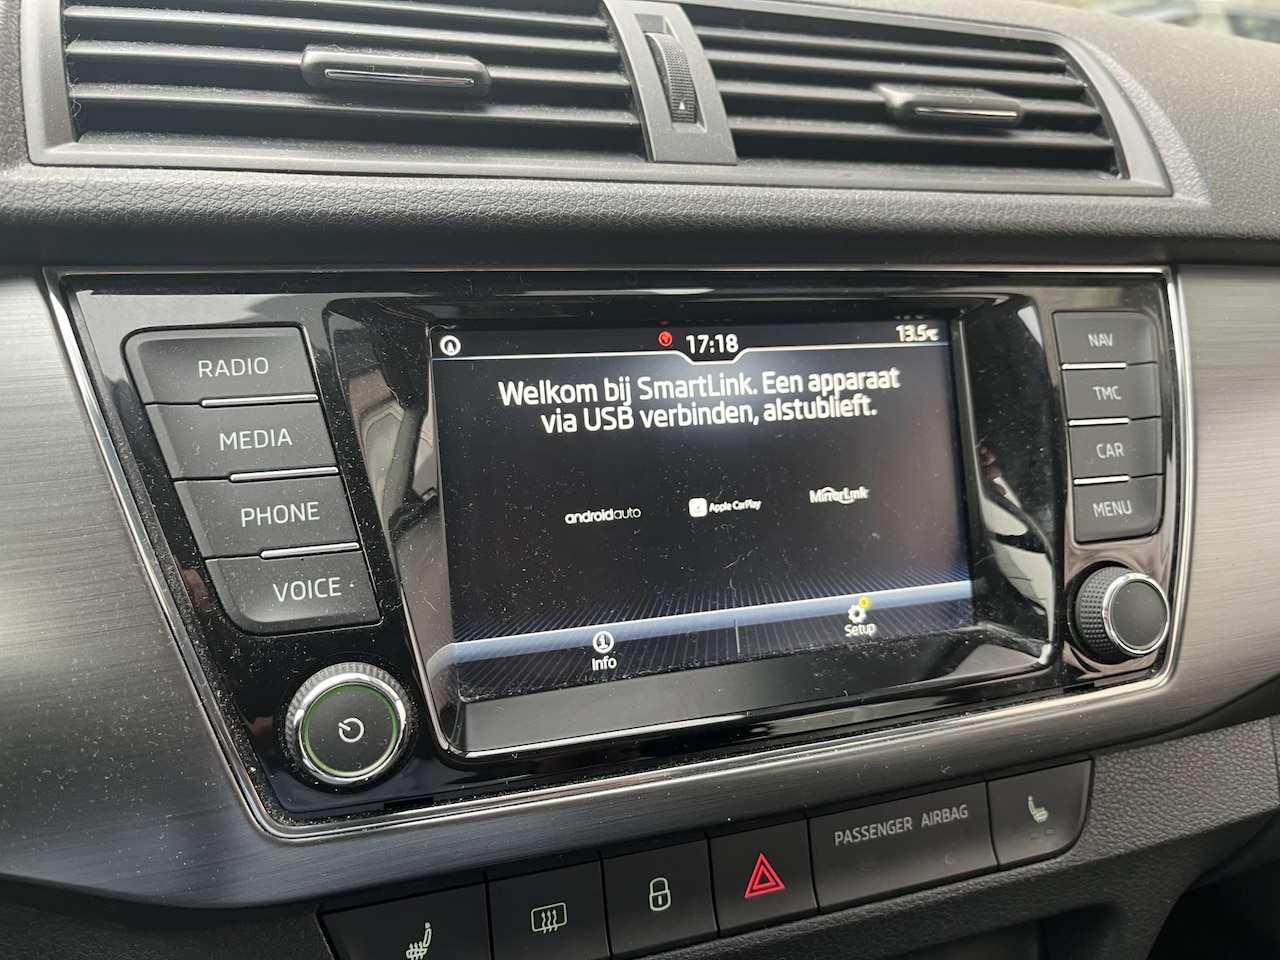 17:18
13.5°C
RADIO
MEDIA
PHONE
VOICE
Welkom bij SmartLink. Een apparaat
via USB verbinden, alstublieft.
androidauto
Apple CarPlay
MirrorLink
Info
Setup
NAV
TMC
CAR
MENU
PASSENGER AIRBAG